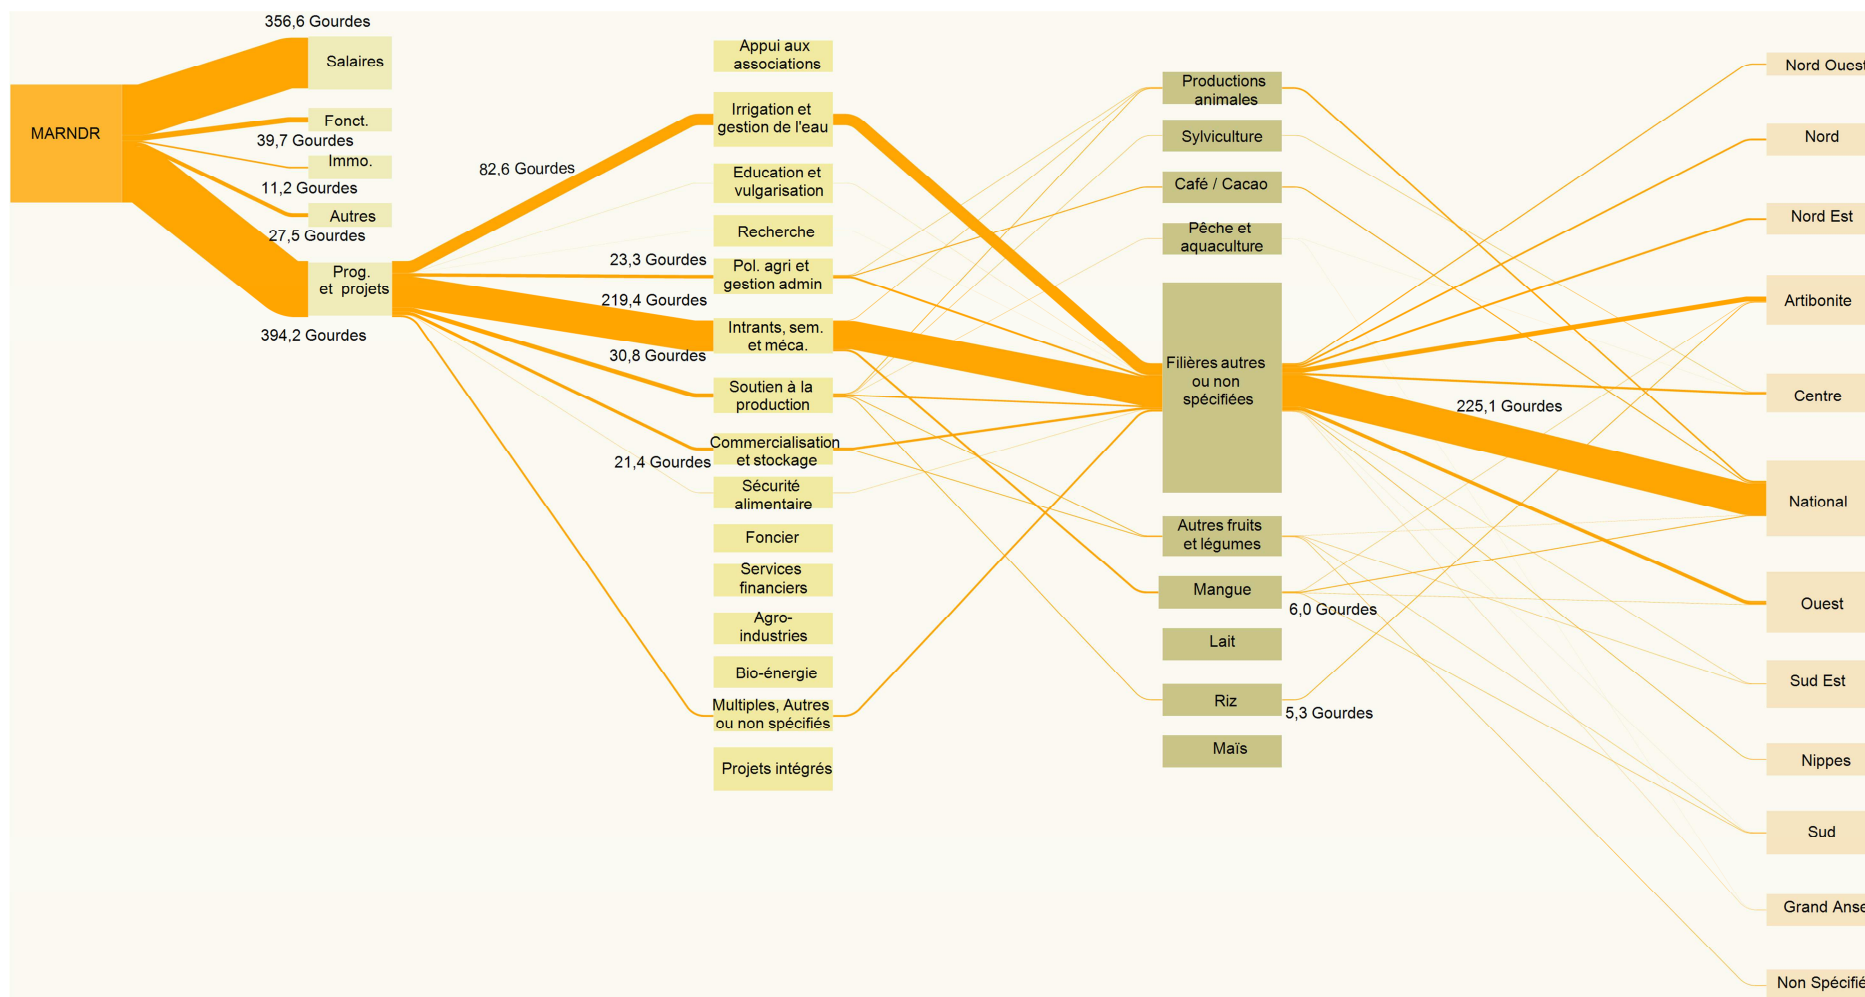 MARNDR
356,6 Gourdes
Salaires
Fonct.
39,7 Gourdes
Immo.
11,2 Gourdes
Autres
27,5 Gourdes
Prog.
et projets
394,2 Gourdes
82,6 Gourdes
23,3 Gourdes
219,4 Gourdes
30,8 Gourdes
21,4 Gourdes
Appui aux
associations
Irrigation et
gestion de l'eau
Education et
vulgarisation
Recherche
Pol. agri et
gestion admin
Intrants, sem.
et méca.
Soutien à la
production
Commercialisation
et stockage
Sécurité
alimentaire
Foncier
Services
financiers
Agro-
industries
Bio-énergie
Multiples, Autres
ou non spécifiés
Projets intégrés
Productions
animales
Sylviculture
Café / Cacao
Pêche et
aquaculture
Filières autres
ou non
spécifiées
Autres fruits
et légumes
Mangue
6,0 Gourdes
Lait
Riz
5,3 Gourdes
Maïs
225,1 Gourdes
Nord Ouest
Nord
Nord Est
Artibonite
Centre
National
Ouest
Sud Est
Nippes
Sud
Grand Anse
Non Spécifié